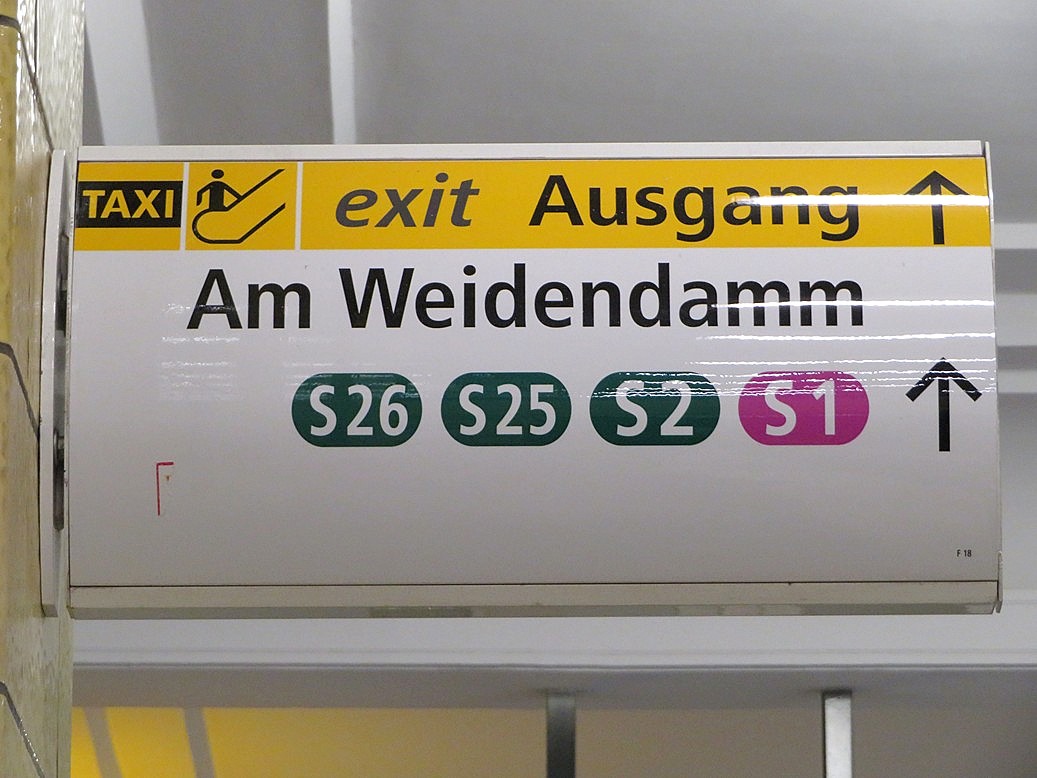 TAXI exit Ausgang
Am Weidendamm
S26 S25 S2 S1
F 18